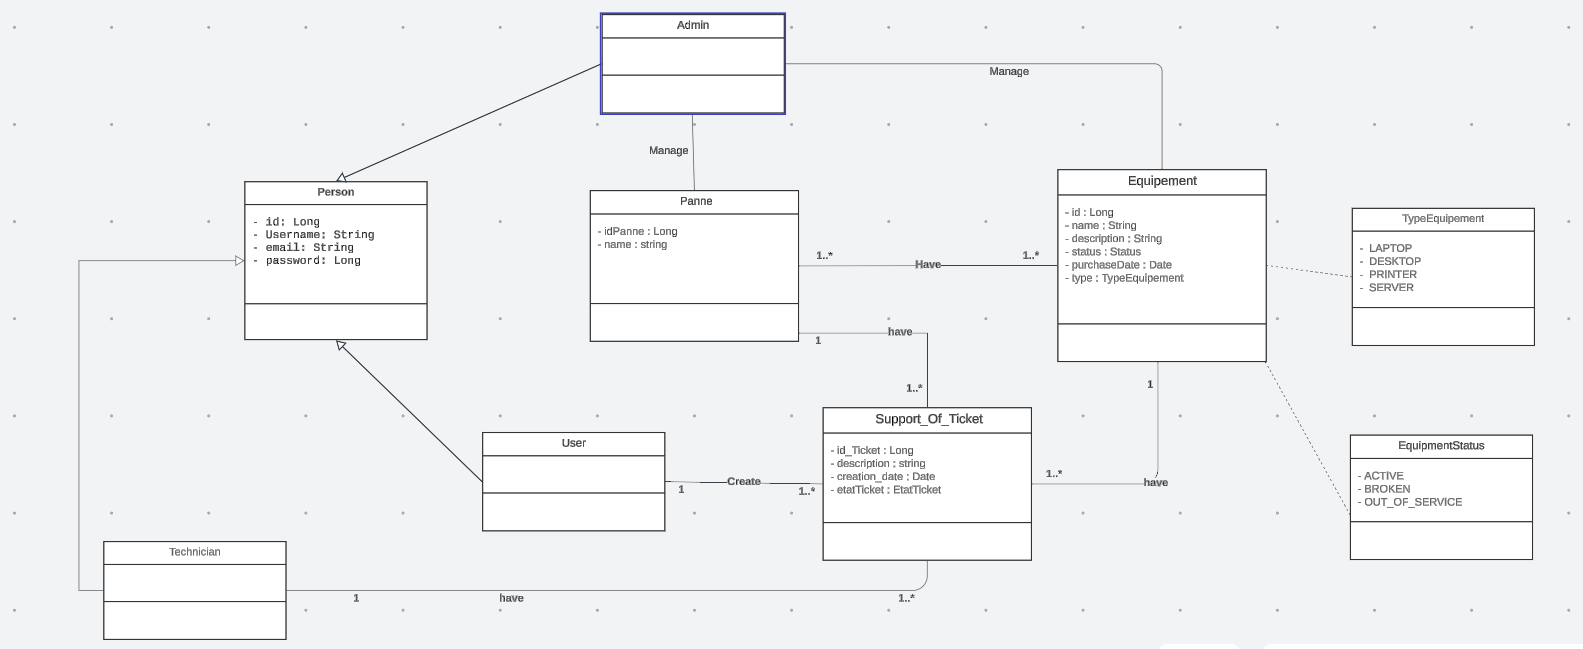 Admin
Manage
Manage
Person
- id: Long
- Username: String
- email: String
- password: Long
Panne
- idPanne : Long
- name : string
1..*
Have
1..*
1
have
1..*
Equipement
- id : Long
- name : String
- description : String
- status : Status
- purchaseDate : Date
- type : TypeEquipement
TypeEquipement
- LAPTOP
- DESKTOP
- PRINTER
- SERVER
1
1..*
have
Support_Of_Ticket
- id_Ticket : Long
- description : string
- creation_date : Date
- etatTicket : EtatTicket
User
1
Create
1..*
EquipmentStatus
- ACTIVE
- BROKEN
- OUT_OF_SERVICE
Technician
1
have
1..*